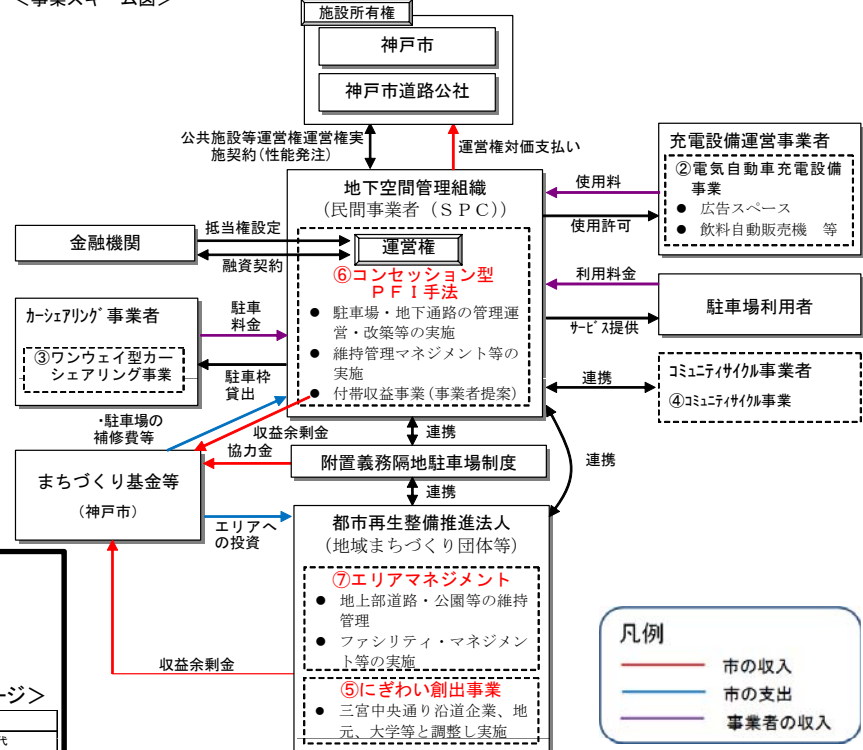 ＜事業スキーム図＞
施設所有権
神戸市
神戸市道路公社
公共施設等運営権運営権実
施契約(性能発注)
運営権対価支払い
充電設備運営事業者
②電気自動車充電設備
事業
● 広告スペース
● 飲料自動販売機 等
使用料
使用許可
地下空間管理組織
(民間事業者（ＳＰＣ）)
運営権
⑥コンセッション型
ＰＦＩ手法
● 駐車場・地下通路の管理運
営・改築等の実施
● 維持管理マネジメント等の
実施
● 付帯収益事業(事業者提案)
金融機関
抵当権設定
融資契約
利用料金
サービス提供
駐車場利用者
カーシェアリング事業者
③ワンウェイ型カー
シェアリング事業
駐車
料金
駐車枠
貸出
連携
コミュニティサイクル事業者
④コミュニティサイクル事業
・駐車場の
補修費等
収益余剰金
協力金
連携
附置義務隔地駐車場制度
連携
連携
まちづくり基金等
(神戸市)
エリアへ
の投資
都市再生整備推進法人
(地域まちづくり団体等)
⑦エリアマネジメント
● 地上部道路・公園等の維持
管理
● ファシリティ・マネジメン
ト等の実施
⑤にぎわい創出事業
● 三宮中央通り沿道企業、地
元、大学等と調整し実施
収益余剰金
凡例
市の収入
市の支出
事業者の収入
ージ＞
代